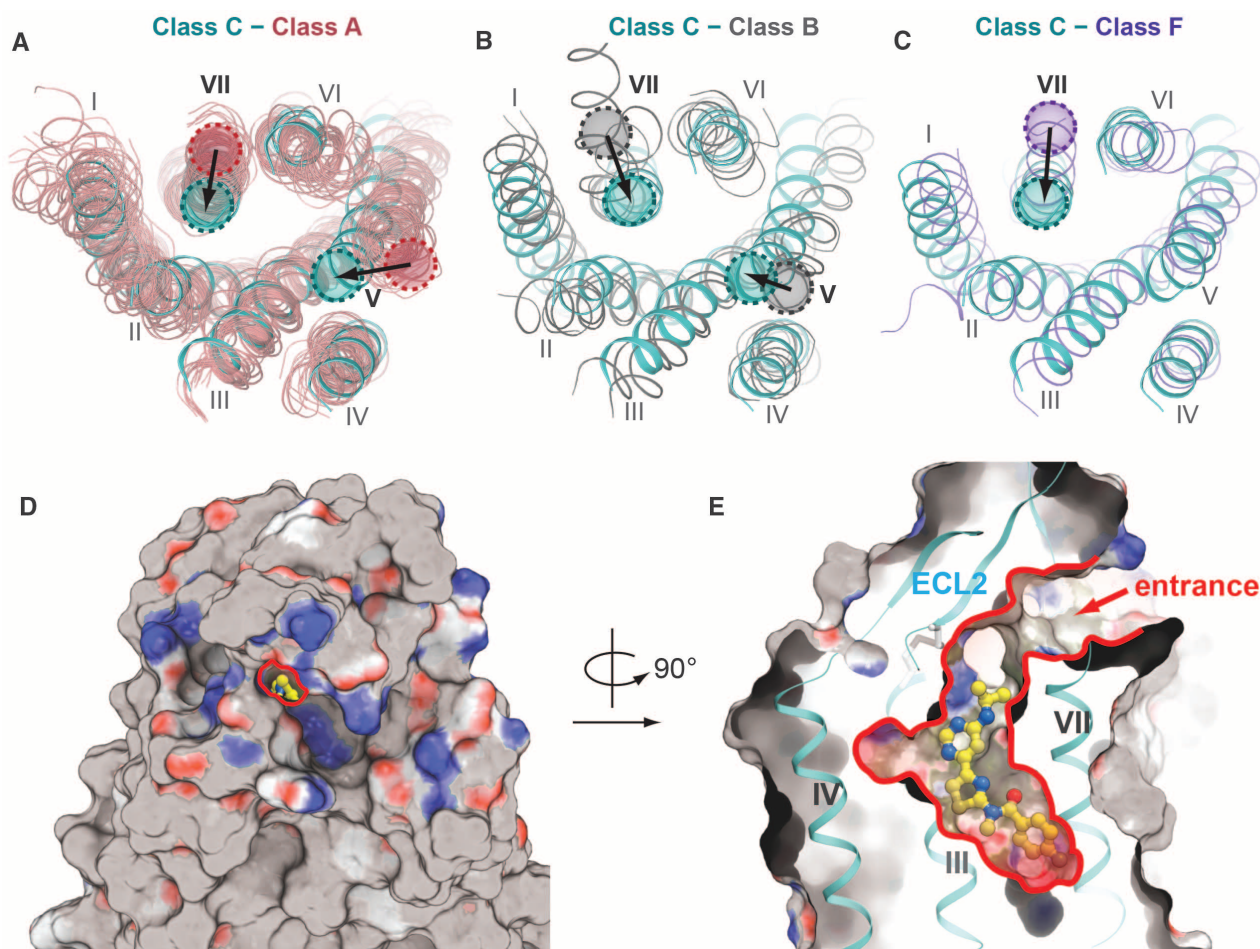 A
Class C – Class A
I
VII
VI
II
III
IV
V
B
Class C – Class B
I
VII
VI
II
III
IV
V
C
Class C – Class F
I
VII
VI
II
III
IV
V
D
90°
E
ECL2
entrance
VII
IV
III